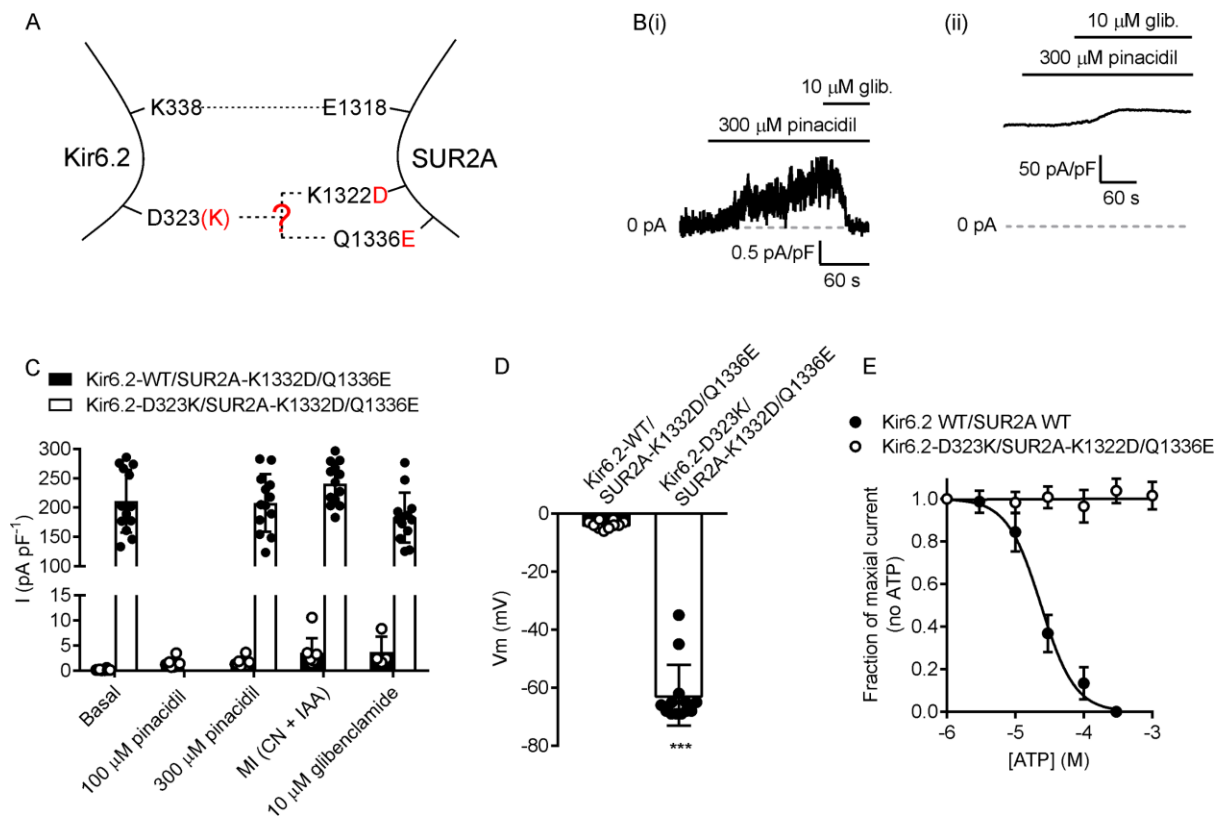 A
K338
E1318
Kir6.2
SUR2A
K1322D
D323(K)
?
Q1336E
B(i)
10 μM glib.
300 μM pinacidil
0 pA
0.5 pA/pF
60 s
(ii)
10 μM glib.
300 μM pinacidil
50 pA/pF
60 s
0 pA
C
Kir6.2-WT/SUR2A-K1332D/Q1336E
Kir6.2-D323K/SUR2A-K1332D/Q1336E
I (pA pF⁻¹)
300
250
200
150
100
15
10
5
0
Basal
100 μM pinacidil
300 μM pinacidil
MI (CN + IAA)
10 μM glibenclamide
D
Kir6.2-WT/
SUR2A-K1332D/Q1336E
Kir6.2-D323K/
SUR2A-K1332D/Q1336E
Vm (mV)
0
-20
-40
-60
-80
***
E
Kir6.2 WT/SUR2A WT
Kir6.2-D323K/SUR2A-K1322D/Q1336E
Fraction of maxial current
(no ATP)
1.0
0.8
0.6
0.4
0.2
0.0
-6
-5
-4
-3
[ATP] (M)